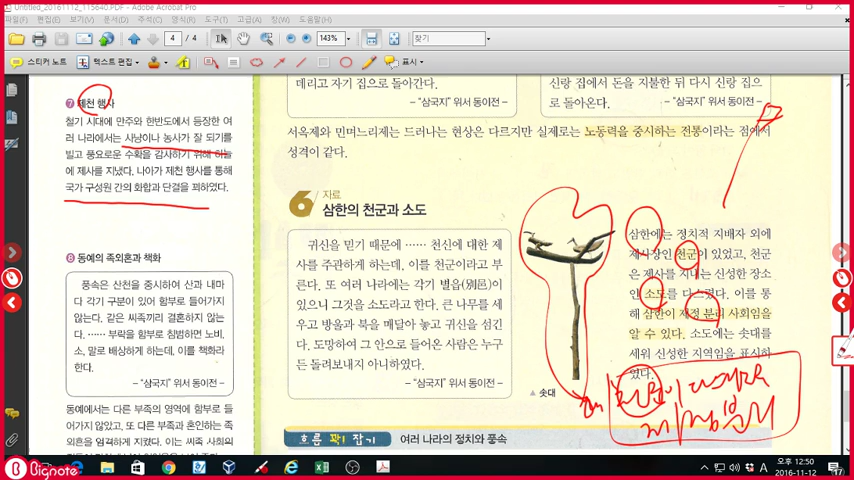 Untitled_20161112_115640.PDF - Adobe Acrobat Pro
파일(F) 편집(E) 보기(V) 문서(D) 주석(C) 양식(R) 도구(T) 고급(A) 창(W) 도움말(H)
4 / 4 143% 찾기
스티커 노트 텍스트 편집 표시
데리고 자기 집으로 돌아간다.
– "삼국지" 위서 동이전 –
신랑 집에서 돈을 지불한 뒤 다시 신랑 집으
로 돌아온다.
– "삼국지" 위서 동이전 –
서옥제와 민며느리제는 드러나는 현상은 다르지만 실제로는 노동력을 중시하는 전통이라는 점에서
성격이 같다.
7 제천 행사
철기 시대에 만주와 한반도에서 등장한 여
러 나라에서는 사냥이나 농사가 잘 되기를
빌고 풍요로운 수확을 감사하기 위해 하늘
에 제사를 지냈다. 나아가 제천 행사를 통해
국가 구성원 간의 화합과 단결을 꾀하였다.
8 동예의 족외혼과 책화
풍속은 산천을 중시하여 산과 내마
다 각기 구분이 있어 함부로 들어가지
않는다. 같은 씨족끼리 결혼하지 않는
다. …… 부락을 함부로 침범하면 노비,
소, 말로 배상하게 하는데, 이를 책화라
한다.
– "삼국지" 위서 동이전 –
동예에서는 다른 부족의 영역에 함부로 들
어가지 않았고, 또 다른 부족과 혼인하는 족
외혼을 엄격하게 지켰다. 이는 씨족 사회의
6 자료
삼한의 천군과 소도
귀신을 믿기 때문에 …… 천신에 대한 제
사를 주관하게 하는데, 이를 천군이라고 부
른다. 또 여러 나라에는 각기 별읍(別邑)이
있으니 그것을 소도라고 한다. 큰 나무를 세
우고 방울과 북을 매달아 놓고 귀신을 섬긴
다. 도망하여 그 안으로 들어온 사람은 누구
든 돌려보내지 아니하였다.
– "삼국지" 위서 동이전 –
▲ 솟대
삼한에는 정치적 지배자 외에
제사장인 천군이 있었고, 천군
은 제사를 지내는 신성한 장소
인 소도를 다스렸다. 이를 통
해 삼한이 제정 분리 사회임을
알 수 있다. 소도에는 솟대를
세워 신성한 지역임을 표시하
였다.
제정분리
흐름 꽉! 잡기 여러 나라의 정치와 풍속
Bignote
A 오후 12:50
2016-11-12
17